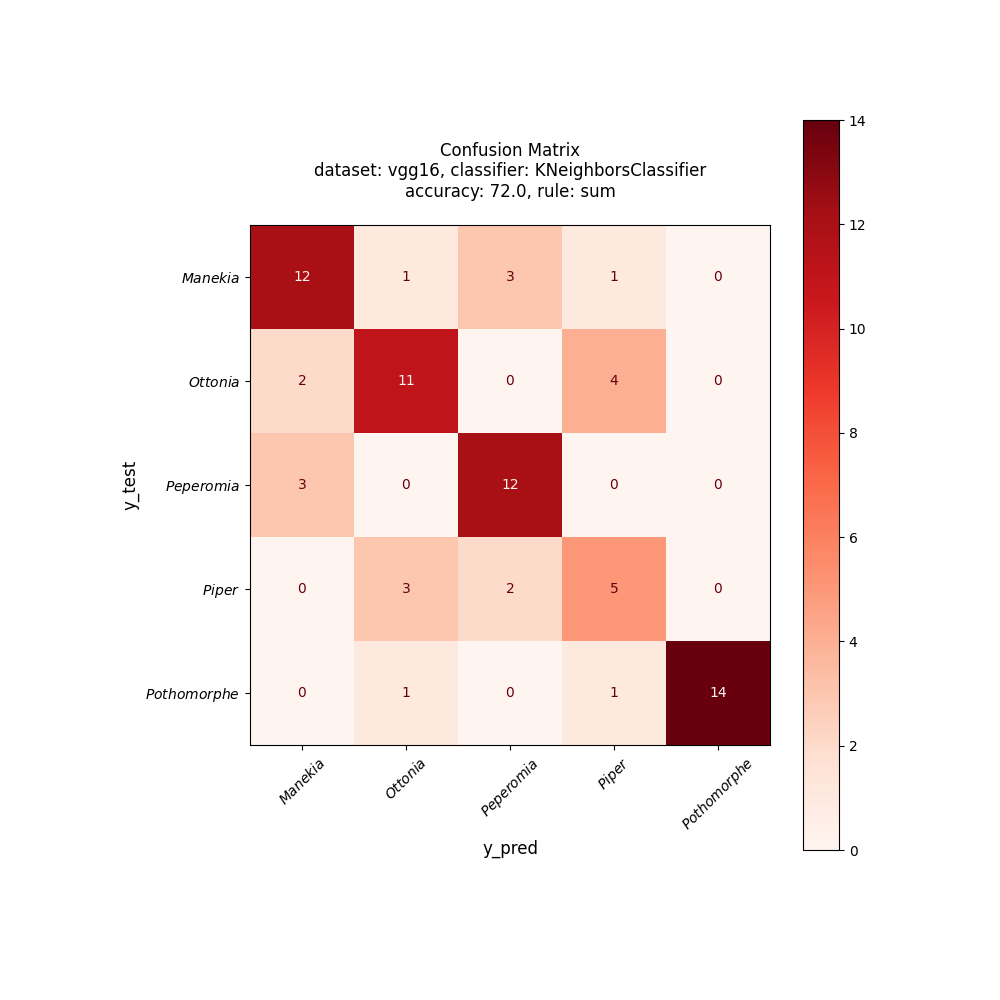 Confusion Matrix
dataset: vgg16, classifier: KNeighborsClassifier
accuracy: 72.0, rule: sum
y_test
Manekia 12 1 3 1 0
Ottonia 2 11 0 4 0
Peperomia 3 0 12 0 0
Piper 0 3 2 5 0
Pothomorphe 0 1 0 1 14
Manekia Ottonia Peperomia Piper Pothomorphe
y_pred
14
12
10
8
6
4
2
0